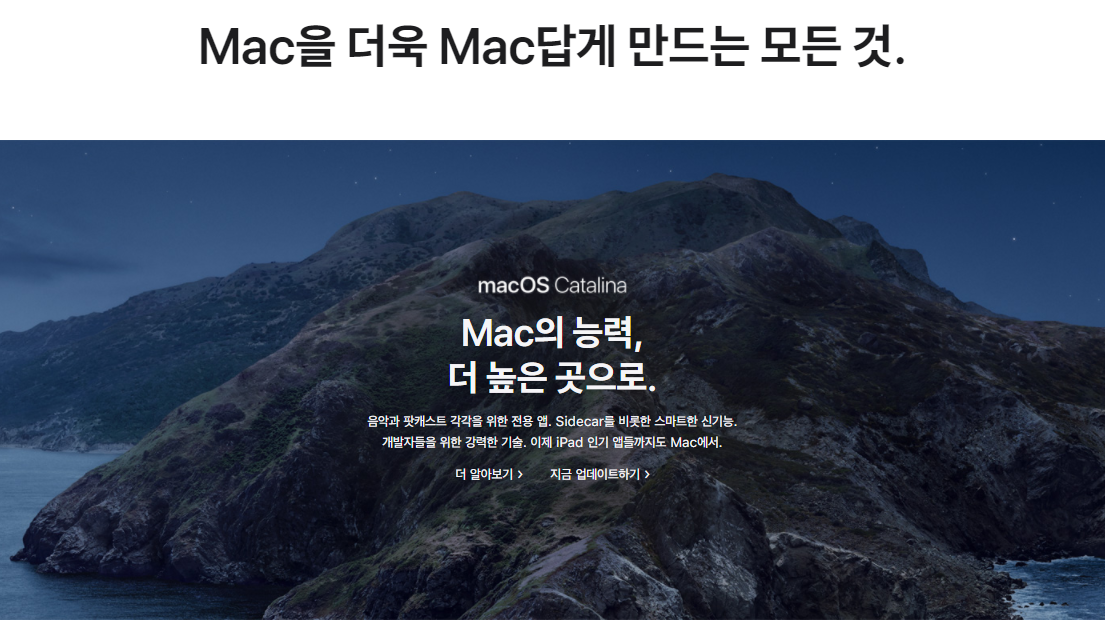 Mac을 더욱 Mac답게 만드는 모든 것.
macOS Catalina
Mac의 능력,
더 높은 곳으로.
음악과 팟캐스트 각각을 위한 전용 앱. Sidecar를 비롯한 스마트한 신기능.
개발자들을 위한 강력한 기술. 이제 iPad 인기 앱들까지도 Mac에서.
더 알아보기 > 지금 업데이트하기 >